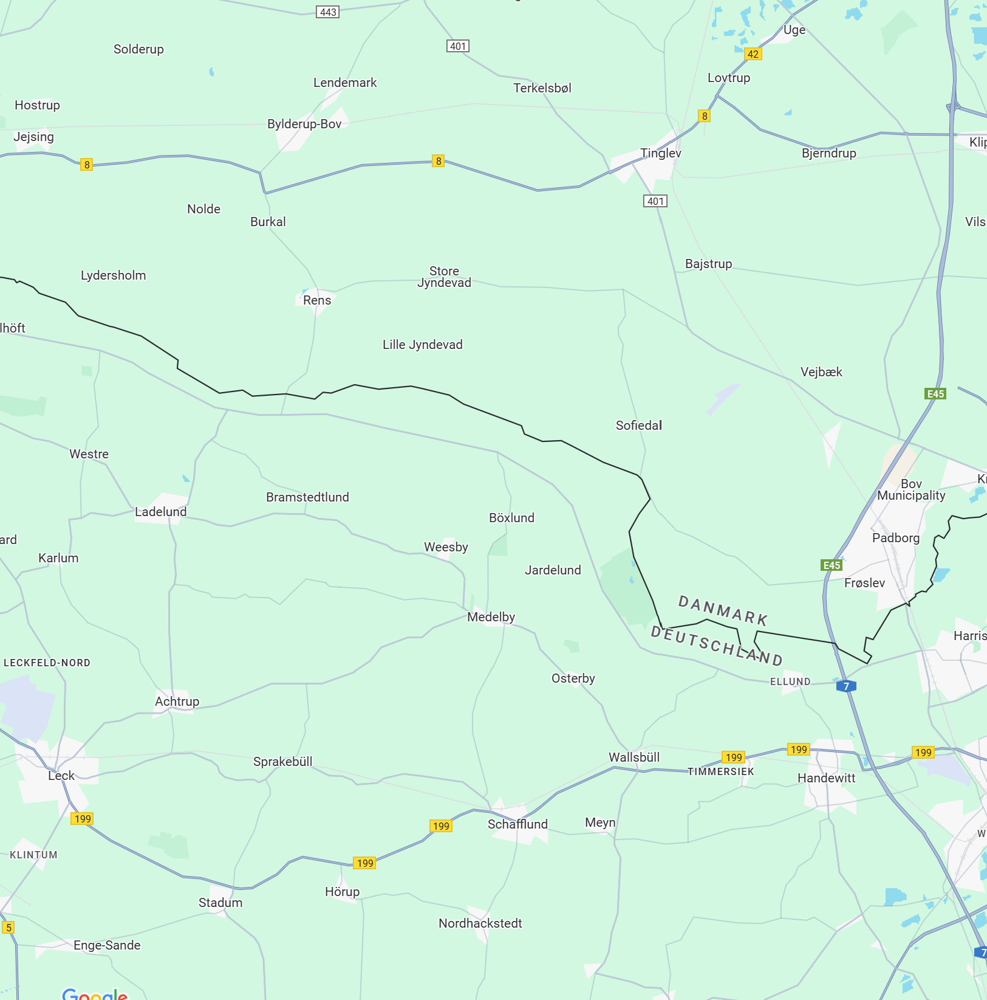 443
Uge
Solderup
401
42
Lendemark
Lovtrup
Terkelsbøl
Hostrup
8
Bylderup-Bov
Jejsing
Klip
Tinglev
Bjerndrup
8
8
401
Nolde
Burkal
Vils
Bajstrup
Store
Jyndevad
Lydersholm
Rens
lhöft
Lille Jyndevad
Vejbæk
E45
Sofiedal
Westre
Kr
Bov
Municipality
Bramstedtlund
Ladelund
Böxlund
ard
Padborg
Weesby
Karlum
E45
Jardelund
Frøslev
DANMARK
Medelby
DEUTSCHLAND
Harris
LECKFELD-NORD
Osterby
ELLUND
7
Achtrup
199
199
199
Wallsbüll
Sprakebüll
TIMMERSIEK
Leck
Handewitt
199
199
Schafflund
Meyn
W
KLINTUM
199
Hörup
Stadum
Nordhackstedt
5
Enge-Sande
7
Google